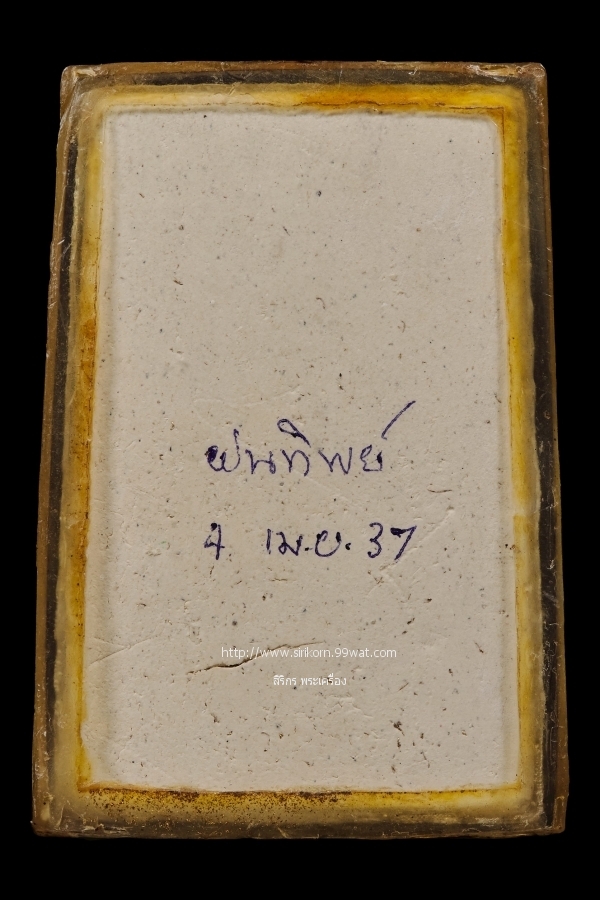 ฝนทิพย์
4 เม.ย. 37
http://www.sirikorn.99wat.com
สิริกร พระเครื่อง